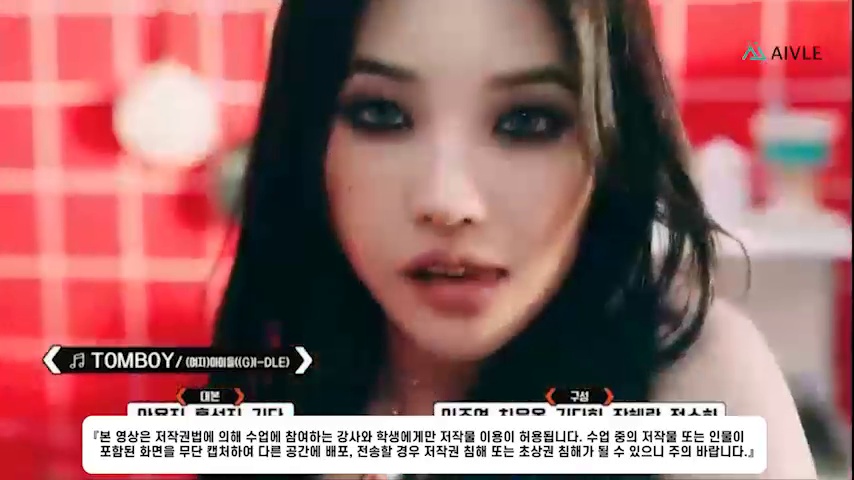 AIVLE
TOMBOY/ (여자)아이들((G)I-DLE)
대본
구성
『본 영상은 저작권법에 의해 수업에 참여하는 강사와 학생에게만 저작물 이용이 허용됩니다. 수업 중의 저작물 또는 인물이
포함된 화면을 무단 캡처하여 다른 공간에 배포, 전송할 경우 저작권 침해 또는 초상권 침해가 될 수 있으니 주의 바랍니다.』